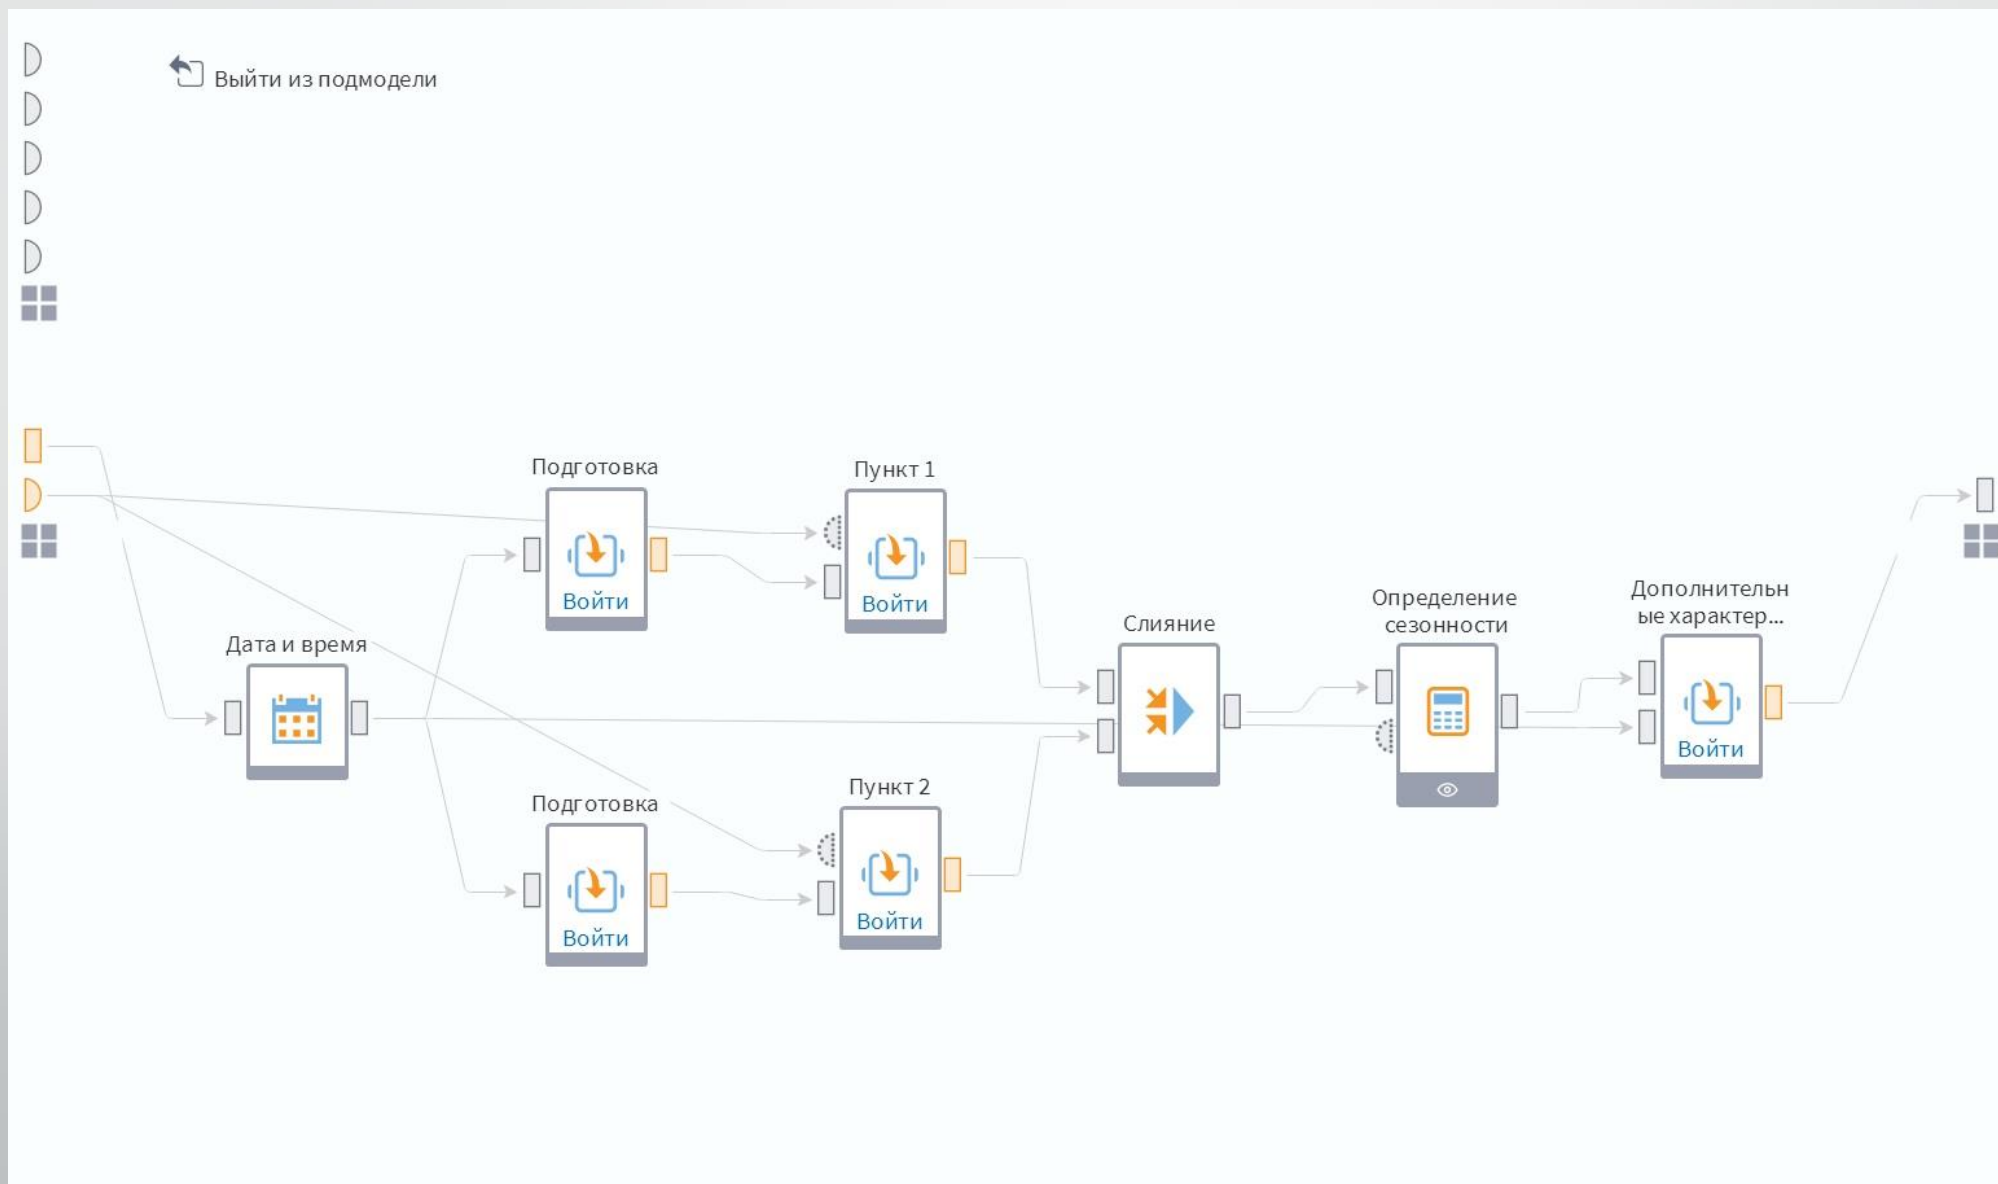 Выйти из подмодели
Подготовка
Войти
Пункт 1
Войти
Дата и время
Подготовка
Войти
Пункт 2
Войти
Слияние
Определение
сезонности
Дополнительн
ые характер...
Войти